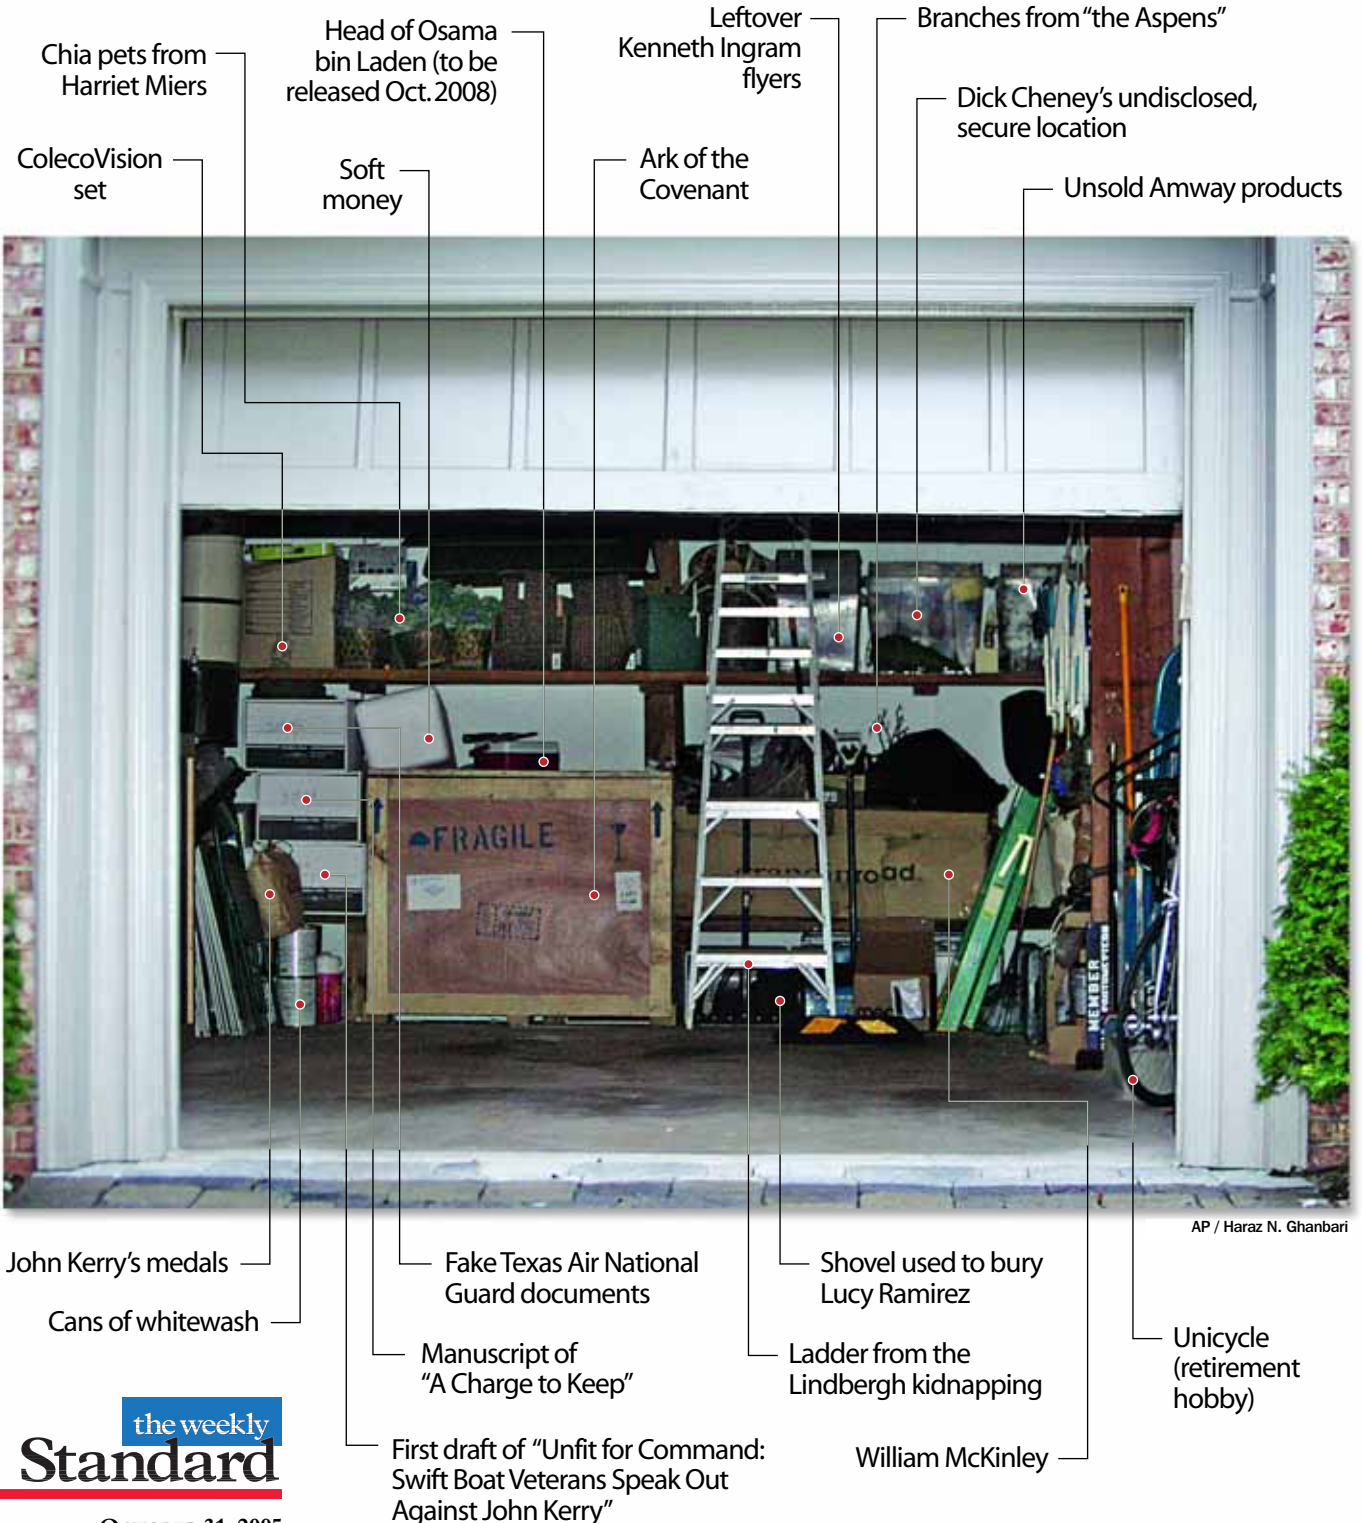 Chia pets from
Harriet Miers
Head of Osama
bin Laden (to be
released Oct. 2008)
Leftover
Kenneth Ingram
flyers
Branches from “the Aspens”
Dick Cheney’s undisclosed,
secure location
ColecoVision
set
Soft
money
Ark of the
Covenant
Unsold Amway products
FRAGILE
MEMBER
AP / Haraz N. Ghanbari
John Kerry’s medals
Cans of whitewash
Fake Texas Air National
Guard documents
Manuscript of
“A Charge to Keep”
First draft of “Unfit for Command:
Swift Boat Veterans Speak Out
Against John Kerry”
Shovel used to bury
Lucy Ramirez
Ladder from the
Lindbergh kidnapping
William McKinley
Unicycle
(retirement
hobby)
the weekly
Standard
OCTOBER 31, 2005